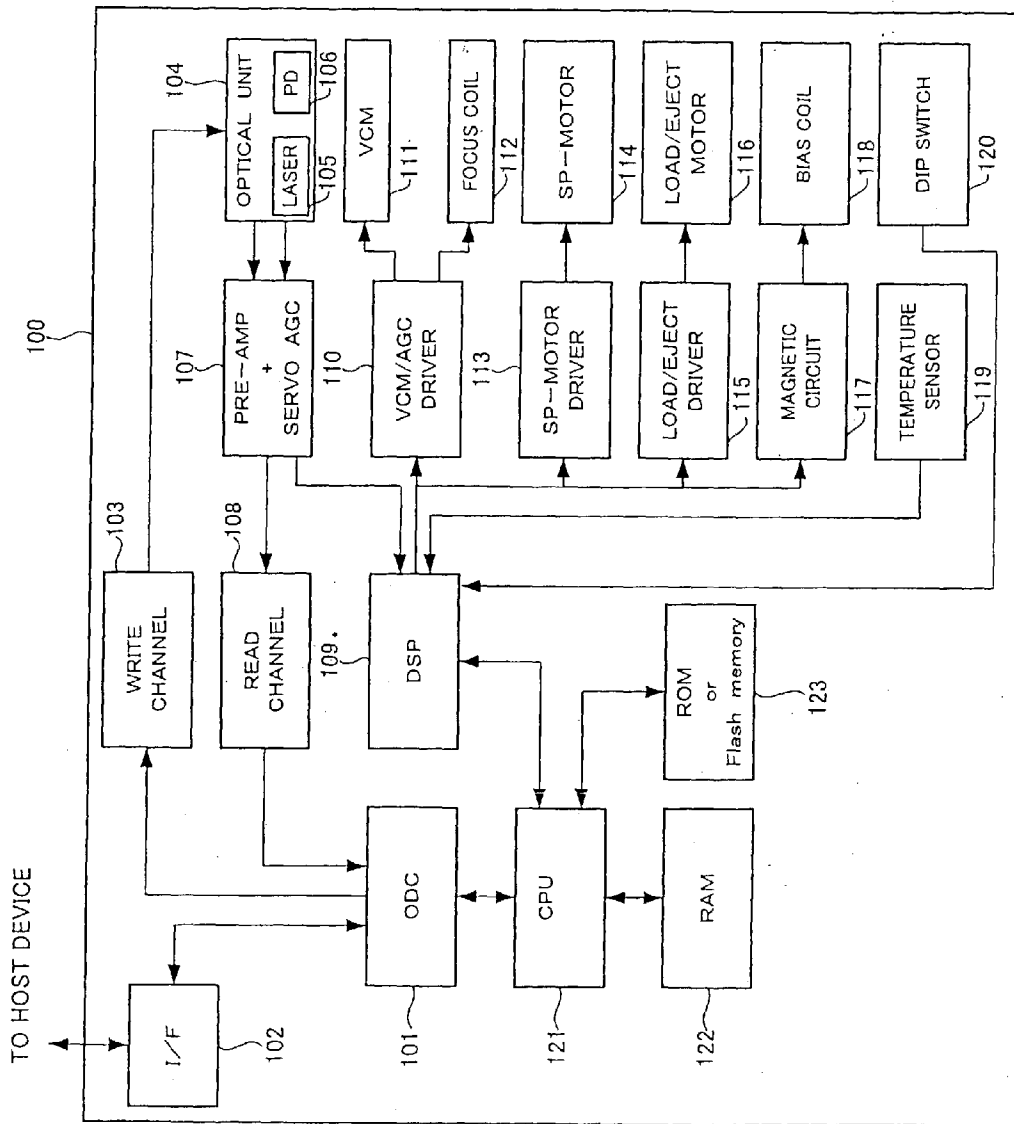 TO HOST DEVICE
100
I/F
102
WRITE
CHANNEL
103
OPTICAL UNIT
104
LASER
105
PD
106
READ
CHANNEL
108
PRE-AMP
+
SERVO AGC
107
VCM
111
ODC
101
DSP
109
VCM/AGC
DRIVER
110
FOCUS COIL
112
SP-MOTOR
DRIVER
113
SP-MOTOR
114
CPU
121
LOAD/EJECT
DRIVER
115
LOAD/EJECT
MOTOR
116
ROM
or
Flash memory
123
MAGNETIC
CIRCUIT
117
BIAS COIL
118
RAM
122
TEMPERATURE
SENSOR
119
DIP SWITCH
120